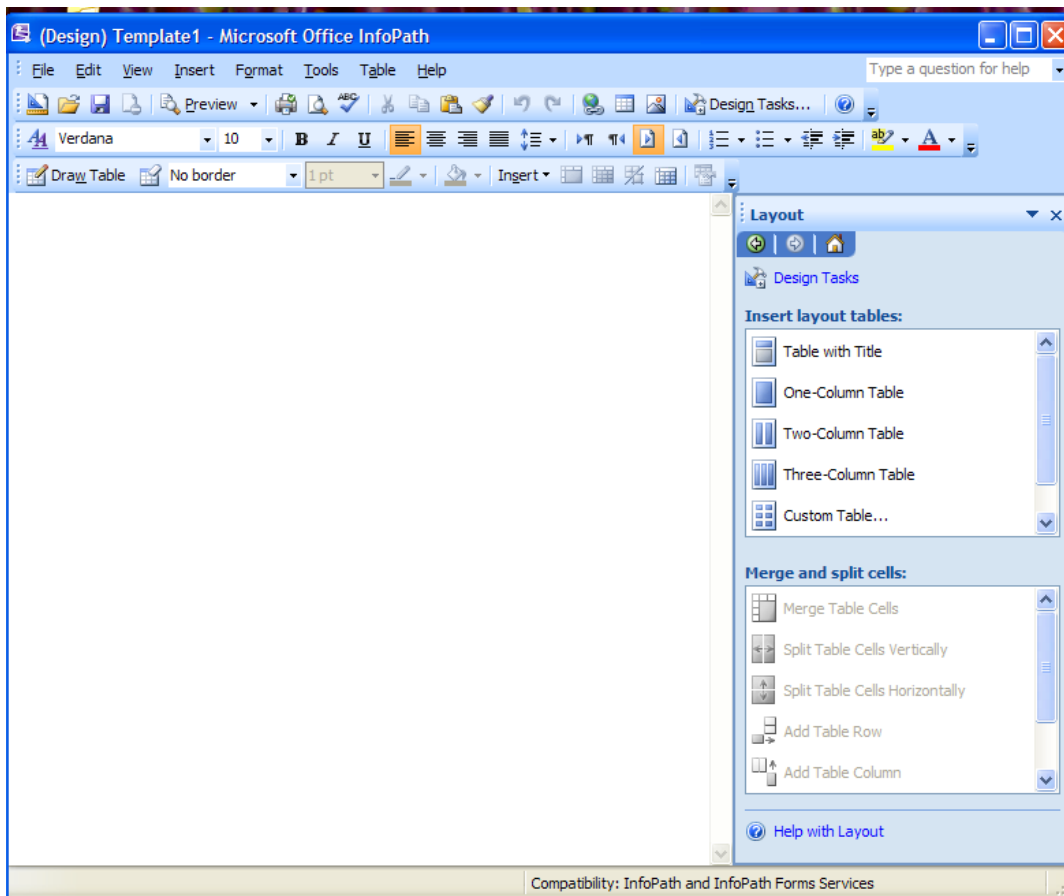 (Design) Template1 - Microsoft Office InfoPath
File Edit View Insert Format Tools Table Help Type a question for help
Preview ABC Design Tasks...
A4 Verdana 10 B I U ab A
Draw Table No border 1 pt Insert
Layout
Design Tasks
Insert layout tables:
Table with Title
One-Column Table
Two-Column Table
Three-Column Table
Custom Table...
Merge and split cells:
Merge Table Cells
Split Table Cells Vertically
Split Table Cells Horizontally
Add Table Row
Add Table Column
Help with Layout
Compatibility: InfoPath and InfoPath Forms Services